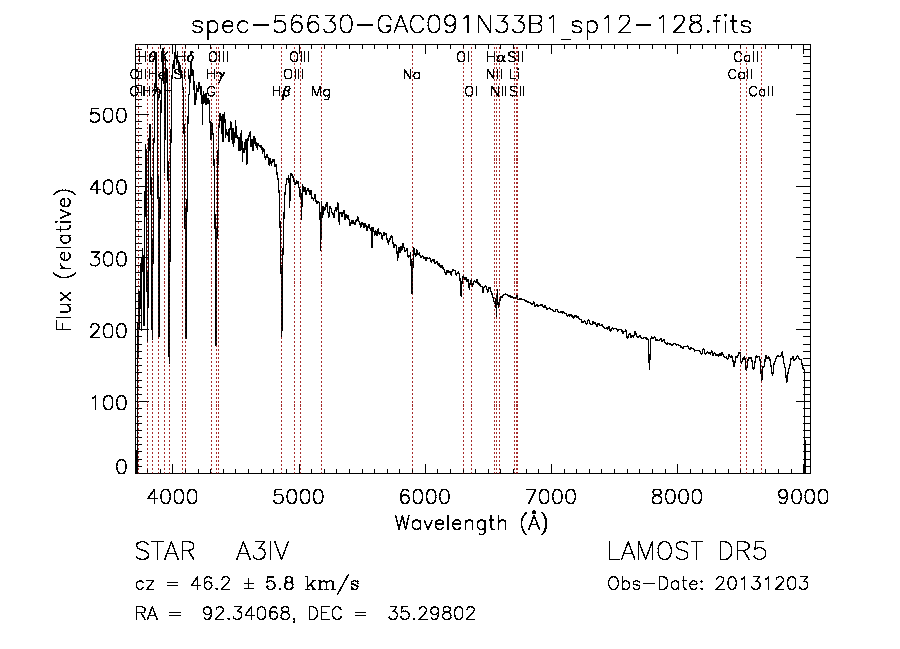 spec-56630-GAC091N33B1_sp12-128.fits
Hδ OIII OIII OI Hα SII CaII
Hγ OIII Na NII Li CaII
G Hβ Mg OI NII SII CaII
500
400
300
200
100
0
Flux (relative)
4000 5000 6000 7000 8000 9000
Wavelength (Å)
STAR A3IV LAMOST DR5
cz = 46.2 ± 5.8 km/s Obs-Date: 20131203
RA = 92.34068, DEC = 35.29802